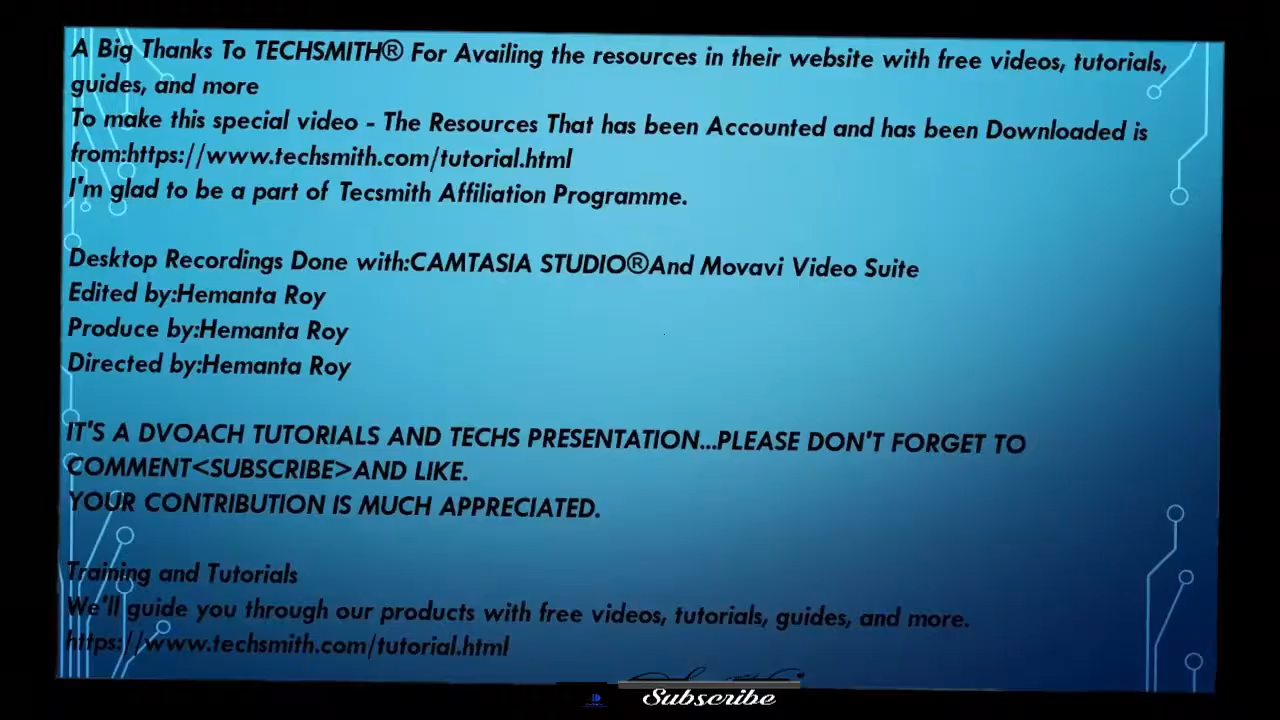 A Big Thanks To TECHSMITH® For Availing the resources in their website with free videos, tutorials,
guides, and more
To make this special video - The Resources That has been Accounted and has been Downloaded is
from:https://www.techsmith.com/tutorial.html
I'm glad to be a part of Tecsmith Affiliation Programme.
Desktop Recordings Done with:CAMTASIA STUDIO®And Movavi Video Suite
Edited by:Hemanta Roy
Produce by:Hemanta Roy
Directed by:Hemanta Roy
IT'S A DVOACH TUTORIALS AND TECHS PRESENTATION...PLEASE DON'T FORGET TO
COMMENT<SUBSCRIBE>AND LIKE.
YOUR CONTRIBUTION IS MUCH APPRECIATED.
Training and Tutorials
We'll guide you through our products with free videos, tutorials, guides, and more.
https://www.techsmith.com/tutorial.html
Subscribe